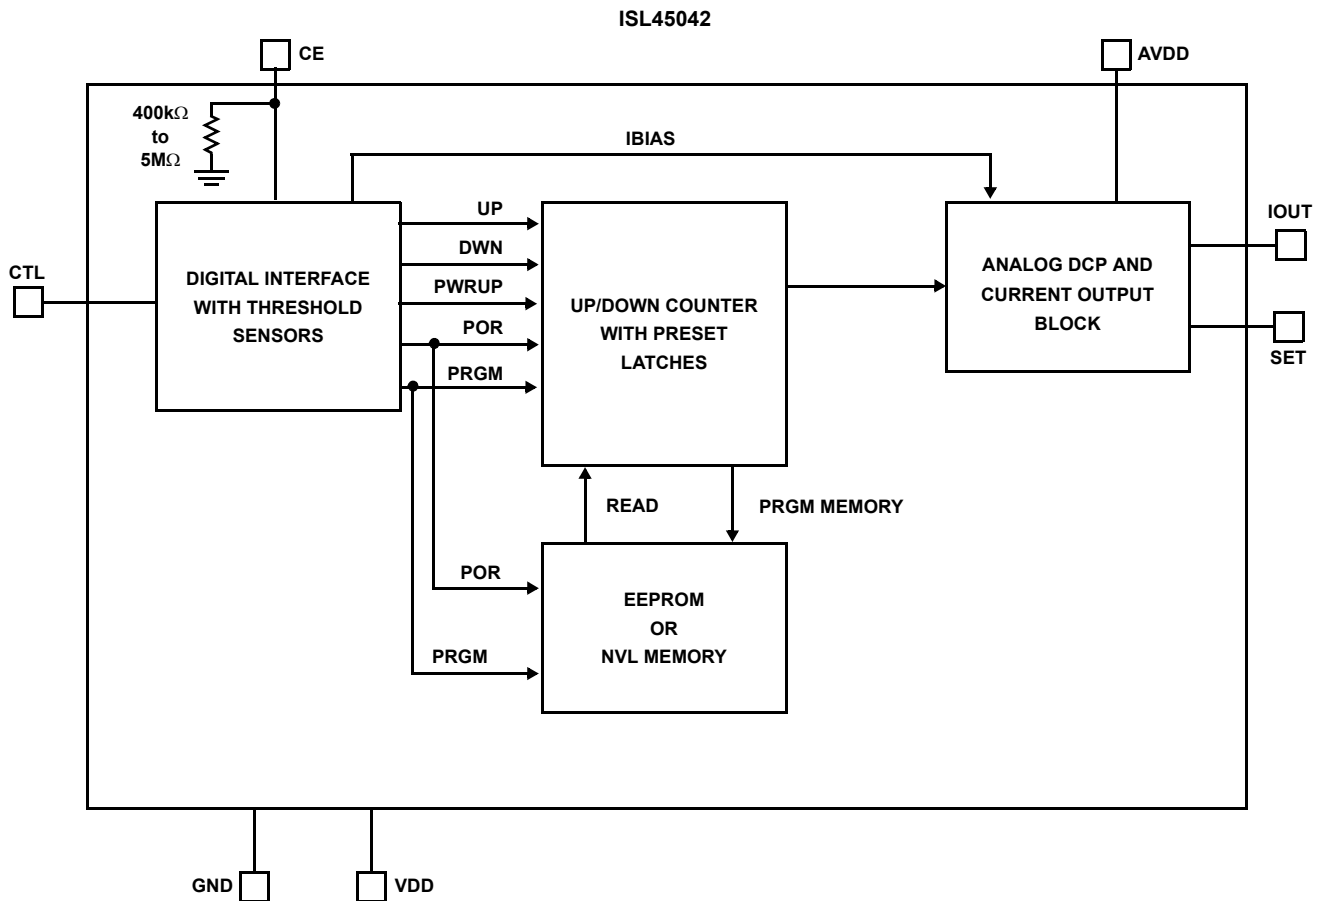 ISL45042
CE
AVDD
400kΩ
to
5MΩ
IBIAS
UP
DWN
PWRUP
POR
PRGM
CTL
DIGITAL INTERFACE
WITH THRESHOLD
SENSORS
UP/DOWN COUNTER
WITH PRESET
LATCHES
ANALOG DCP AND
CURRENT OUTPUT
BLOCK
IOUT
SET
READ
PRGM MEMORY
POR
PRGM
EEPROM
OR
NVL MEMORY
GND
VDD